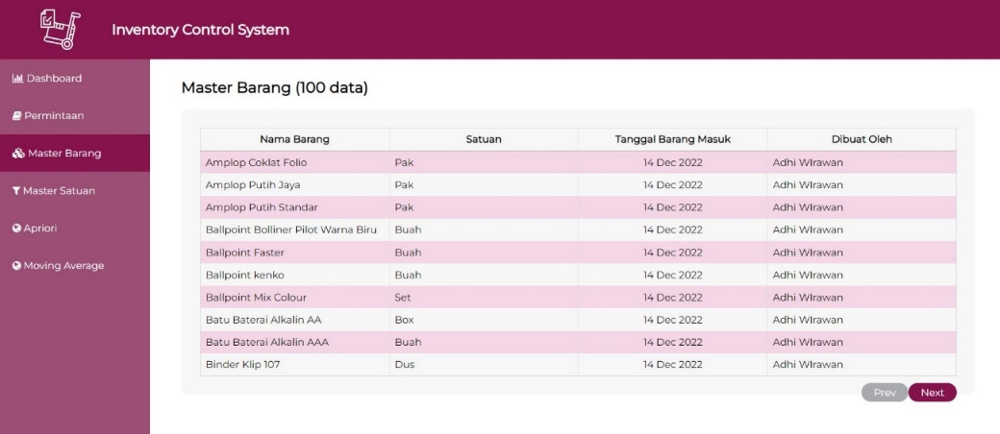 Inventory Control System
Dashboard
Permintaan
Master Barang
Master Satuan
Apriori
Moving Average
Master Barang (100 data)
Nama Barang Satuan Tanggal Barang Masuk Dibuat Oleh
Amplop Coklat Folio Pak 14 Dec 2022 Adhi WIrawan
Amplop Putih Jaya Pak 14 Dec 2022 Adhi WIrawan
Amplop Putih Standar Pak 14 Dec 2022 Adhi WIrawan
Ballpoint Bolliner Pilot Warna Biru Buah 14 Dec 2022 Adhi WIrawan
Ballpoint Faster Buah 14 Dec 2022 Adhi WIrawan
Ballpoint kenko Buah 14 Dec 2022 Adhi WIrawan
Ballpoint Mix Colour Set 14 Dec 2022 Adhi WIrawan
Batu Baterai Alkalin AA Box 14 Dec 2022 Adhi WIrawan
Batu Baterai Alkalin AAA Buah 14 Dec 2022 Adhi WIrawan
Binder Klip 107 Dus 14 Dec 2022 Adhi WIrawan
Prev Next